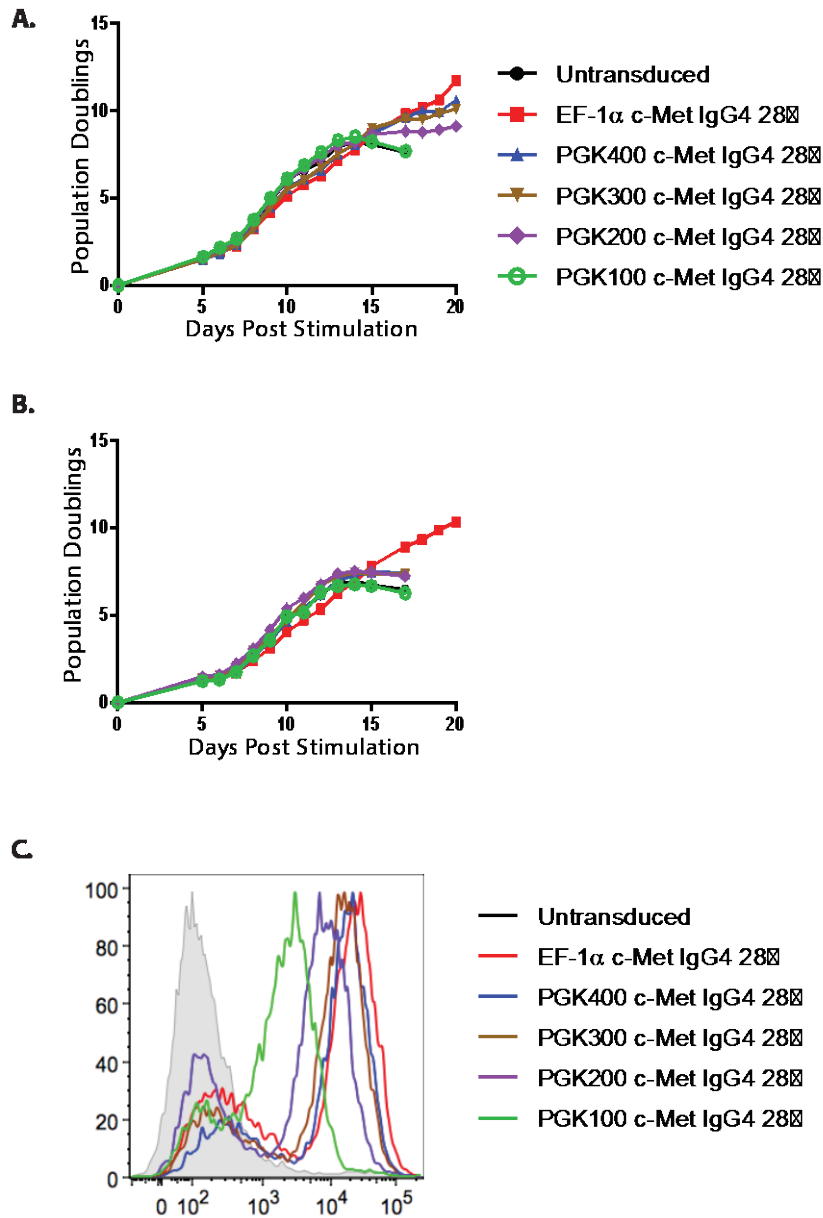 A.
15
10
5
0
Population Doublings
0 5 10 15 20
Days Post Stimulation
Untransduced
EF-1α c-Met IgG4 28
PGK400 c-Met IgG4 28
PGK300 c-Met IgG4 28
PGK200 c-Met IgG4 28
PGK100 c-Met IgG4 28
B.
15
10
5
0
Population Doublings
0 5 10 15 20
Days Post Stimulation
C.
100
80
60
40
20
0
0 10² 10³ 10⁴ 10⁵
Untransduced
EF-1α c-Met IgG4 28
PGK400 c-Met IgG4 28
PGK300 c-Met IgG4 28
PGK200 c-Met IgG4 28
PGK100 c-Met IgG4 28